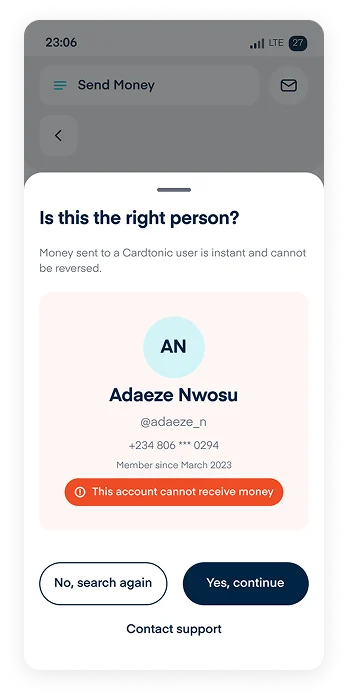 23:06
LTE 27
Send Money
Is this the right person?
Money sent to a Cardtonic user is instant and cannot
be reversed.
AN
Adaeze Nwosu
@adaeze_n
+234 806 *** 0294
Member since March 2023
This account cannot receive money
No, search again
Yes, continue
Contact support